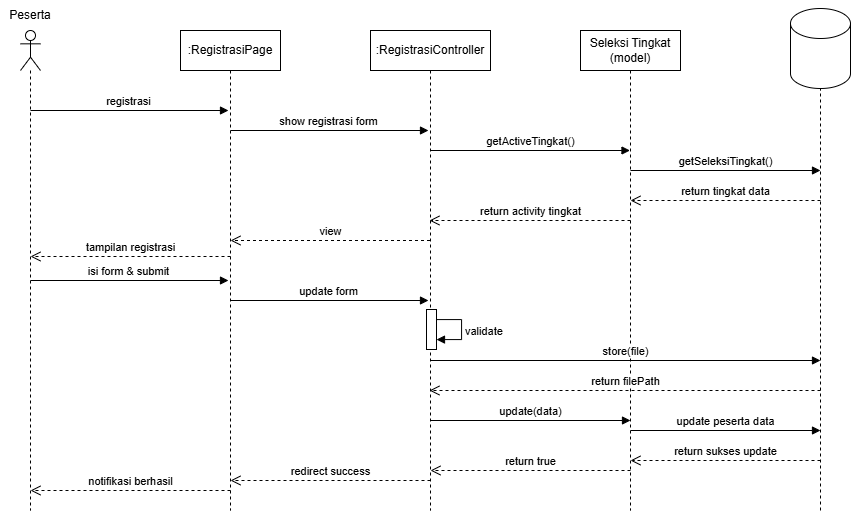 Peserta
:RegistrasiPage
:RegistrasiController
Seleksi Tingkat
(model)
registrasi
show registrasi form
getActiveTingkat()
getSeleksiTingkat()
return tingkat data
return activity tingkat
view
tampilan registrasi
isi form & submit
update form
validate
store(file)
return filePath
update(data)
update peserta data
return sukses update
return true
redirect success
notifikasi berhasil